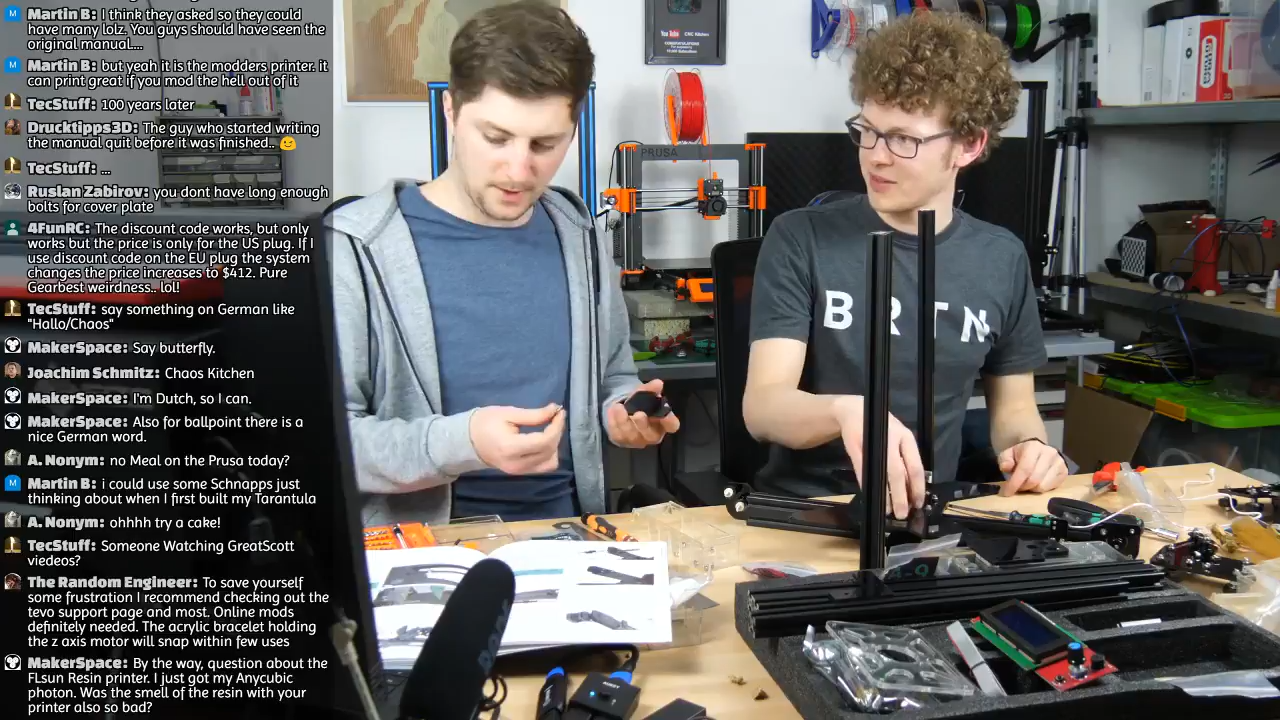 Martin B: I think they asked so they could
have many lolz. You guys should have seen the
original manual....
Martin B: but yeah it is the modders printer. it
can print great if you mod the hell out of it
TecStuff: 100 years later
Drucktipps3D: The guy who started writing
the manual quit before it was finished.. 🤗
TecStuff: ...
Ruslan Zabirov: you dont have long enough
bolts for cover plate
4FunRC: The discount code works, but only
works but the price is only for the US plug. If I
use discount code on the EU plug the system
changes the price increases to $412. Pure
Gearbest weirdness.. lol!
TecStuff: say something on German like
"Hallo/Chaos"
MakerSpace: Say butterfly.
Joachim Schmitz: Chaos Kitchen
MakerSpace: I'm Dutch, so I can.
MakerSpace: Also for ballpoint there is a
nice German word.
A. Nonym: no Meal on the Prusa today?
Martin B: i could use some Schnapps just
thinking about when I first built my Tarantula
A. Nonym: ohhhh try a cake!
TecStuff: Someone Watching GreatScott
viedeos?
The Random Engineer: To save yourself
some frustration I recommend checking out the
tevo support page and most. Online mods
definitely needed. The acrylic bracelet holding
the z axis motor will snap within few uses
MakerSpace: By the way, question about the
FLsun Resin printer. I just got my Anycubic
photon. Was the smell of the resin with your
printer also so bad?
YouTube CNC Kitchen
PRUSA
BRTN